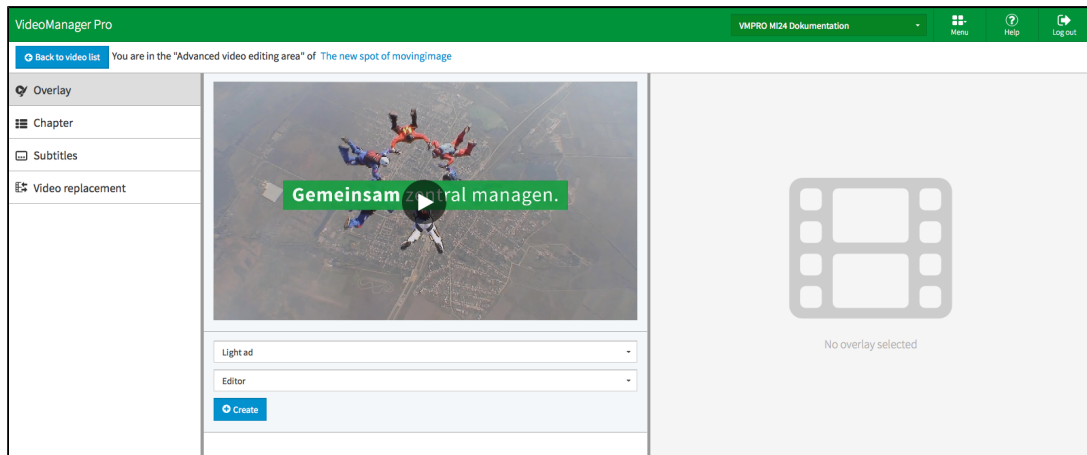 VideoManager Pro
VMPRO MI24 Dokumentation
Menu
Help
Log out
Back to video list
You are in the "Advanced video editing area" of The new spot of movingimage
Overlay
Chapter
Subtitles
Video replacement
Gemeinsam zentral managen.
Light ad
Editor
Create
No overlay selected